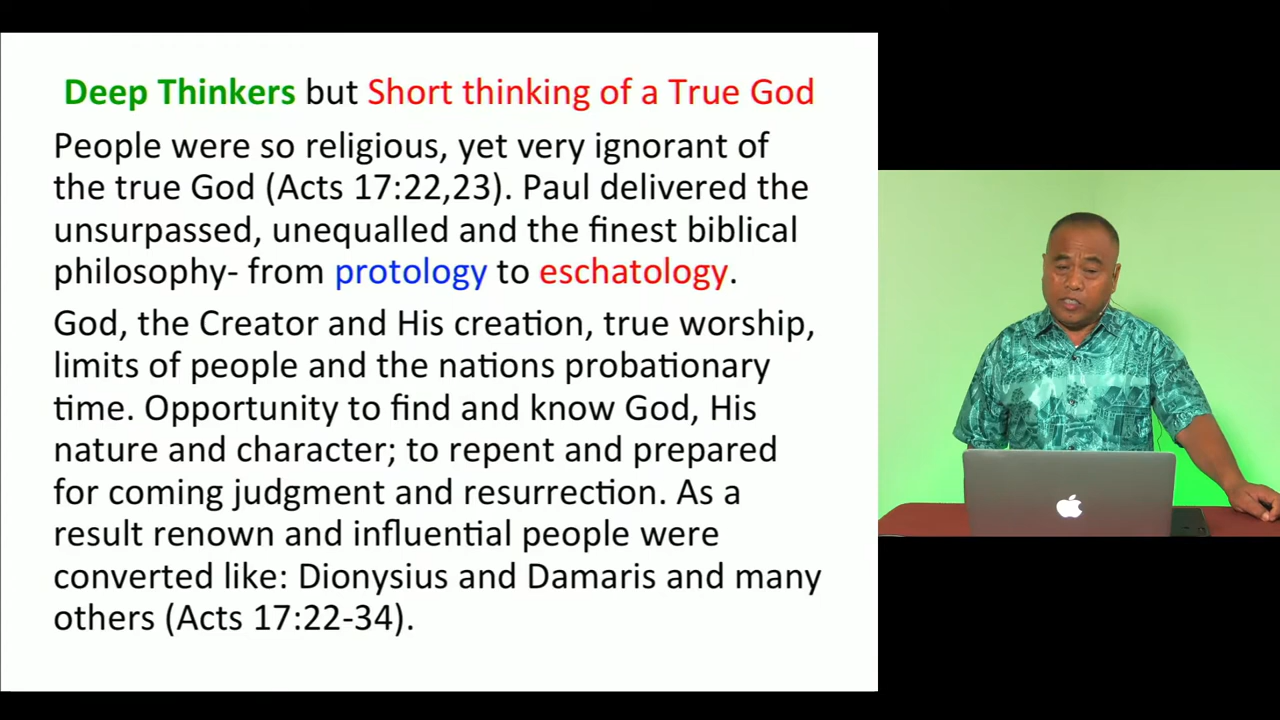 Deep Thinkers but Short thinking of a True God
People were so religious, yet very ignorant of
the true God (Acts 17:22,23). Paul delivered the
unsurpassed, unequalled and the finest biblical
philosophy- from protology to eschatology.
God, the Creator and His creation, true worship,
limits of people and the nations probationary
time. Opportunity to find and know God, His
nature and character; to repent and prepared
for coming judgment and resurrection. As a
result renown and influential people were
converted like: Dionysius and Damaris and many
others (Acts 17:22-34).